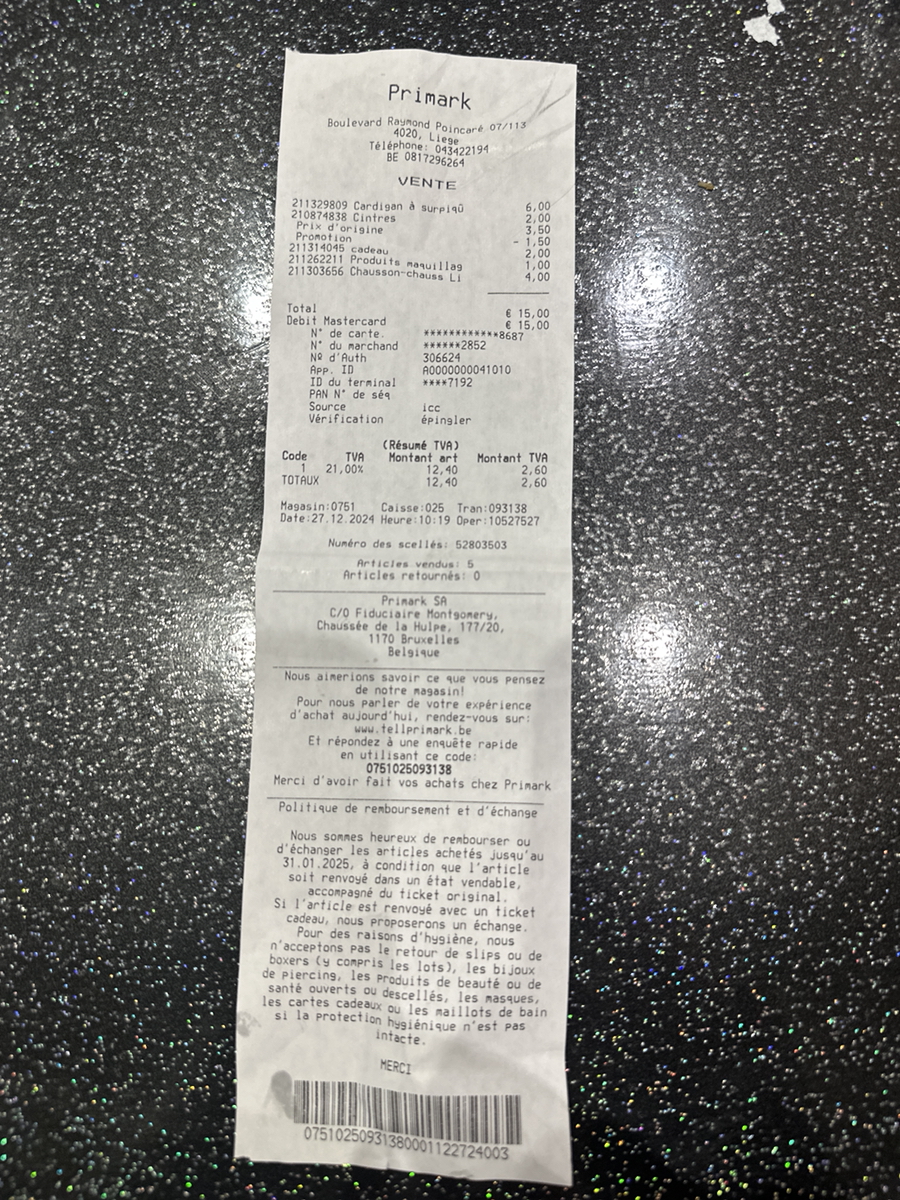 Primark
Boulevard Raymond Poincaré 07/113
4020, Liege
Téléphone: 043422194
BE 0817296264
VENTE
211329809 Cardigan à surpiqû 6,00
210874838 Cintres 2,00
Prix d'origine 3,50
Promotion - 1,50
211314045 cadeau 2,00
211262211 Produits maquillag 1,00
211303656 Chausson-chauss Li 4,00
Total € 15,00
Debit Mastercard € 15,00
N° de carte. ************8687
N° du marchand ******2852
Nº d'Auth 306624
App. ID A0000000041010
ID du terminal ****7192
PAN N° de séq
Source icc
Vérification épingler
(Résumé TVA)
Code TVA Montant art Montant TVA
1 21,00% 12,40 2,60
TOTAUX 12,40 2,60
Magasin:0751 Caisse:025 Tran:093138
Date:27.12.2024 Heure:10:19 Oper:10527527
Numéro des scellés: 52803503
Articles vendus: 5
Articles retournés: 0
Primark SA
C/O Fiduciaire Montgomery,
Chaussée de la Hulpe, 177/20,
1170 Bruxelles
Belgique
Nous aimerions savoir ce que vous pensez
de notre magasin!
Pour nous parler de votre expérience
d'achat aujourd'hui, rendez-vous sur:
www.tellprimark.be
Et répondez à une enquête rapide
en utilisant ce code:
0751025093138
Merci d'avoir fait vos achats chez Primark
Politique de remboursement et d'échange
Nous sommes heureux de rembourser ou
d'échanger les articles achetés jusqu'au
31.01.2025, à condition que l'article
soit renvoyé dans un état vendable,
accompagné du ticket original.
Si l'article est renvoyé avec un ticket
cadeau, nous proposerons un échange.
Pour des raisons d'hygiène, nous
n'acceptons pas le retour de slips ou de
boxers (y compris les lots), les bijoux
de piercing, les produits de beauté ou de
santé ouverts ou descellés, les masques,
les cartes cadeaux ou les maillots de bain
si la protection hygiénique n'est pas
intacte.
MERCI
07510250931380001122724003